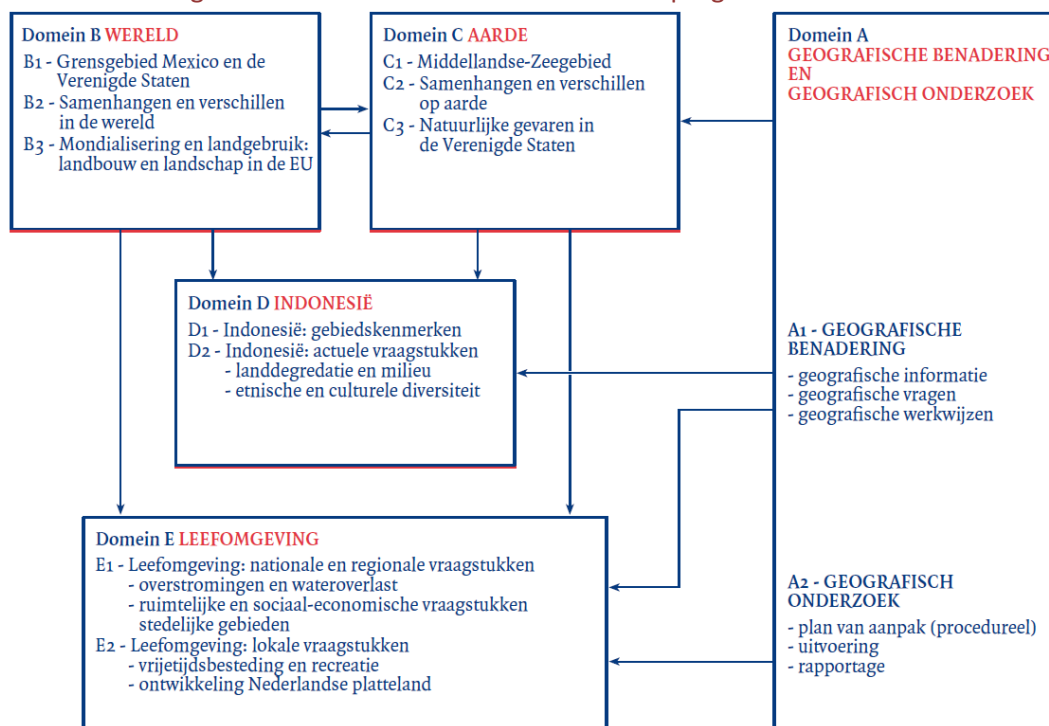 Domein B WERELD
B1 - Grensgebied Mexico en de
Verenigde Staten
B2 - Samenhangen en verschillen
in de wereld
B3 - Mondialisering en landgebruik:
landbouw en landschap in de EU
Domein C AARDE
C1 - Middellandse-Zeegebied
C2 - Samenhangen en verschillen
op aarde
C3 - Natuurlijke gevaren in
de Verenigde Staten
Domein A
GEOGRAFISCHE BENADERING
EN
GEOGRAFISCH ONDERZOEK
Domein D INDONESIË
D1 - Indonesië: gebiedskenmerken
D2 - Indonesië: actuele vraagstukken
- landdegredatie en milieu
- etnische en culturele diversiteit
A1 - GEOGRAFISCHE
BENADERING
- geografische informatie
- geografische vragen
- geografische werkwijzen
Domein E LEEFOMGEVING
E1 - Leefomgeving: nationale en regionale vraagstukken
- overstromingen en wateroverlast
- ruimtelijke en sociaal-economische vraagstukken
stedelijke gebieden
E2 - Leefomgeving: lokale vraagstukken
- vrijetijdsbesteding en recreatie
- ontwikkeling Nederlandse platteland
A2 - GEOGRAFISCH
ONDERZOEK
- plan van aanpak (procedureel)
- uitvoering
- rapportage